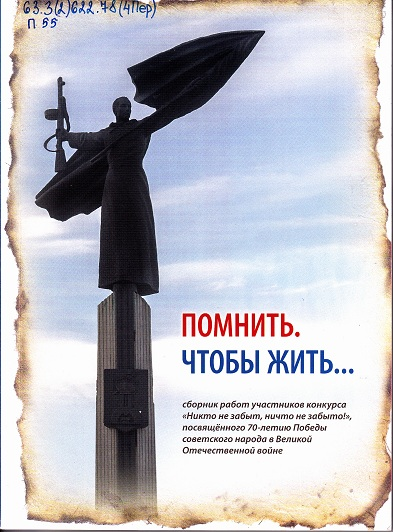 63.3(2)622.78(4Пер)
П 55
ПОМНИТЬ.
ЧТОБЫ ЖИТЬ...
сборник работ участников конкурса
«Никто не забыт, ничто не забыто!»,
посвящённого 70-летию Победы
советского народа в Великой
Отечественной войне